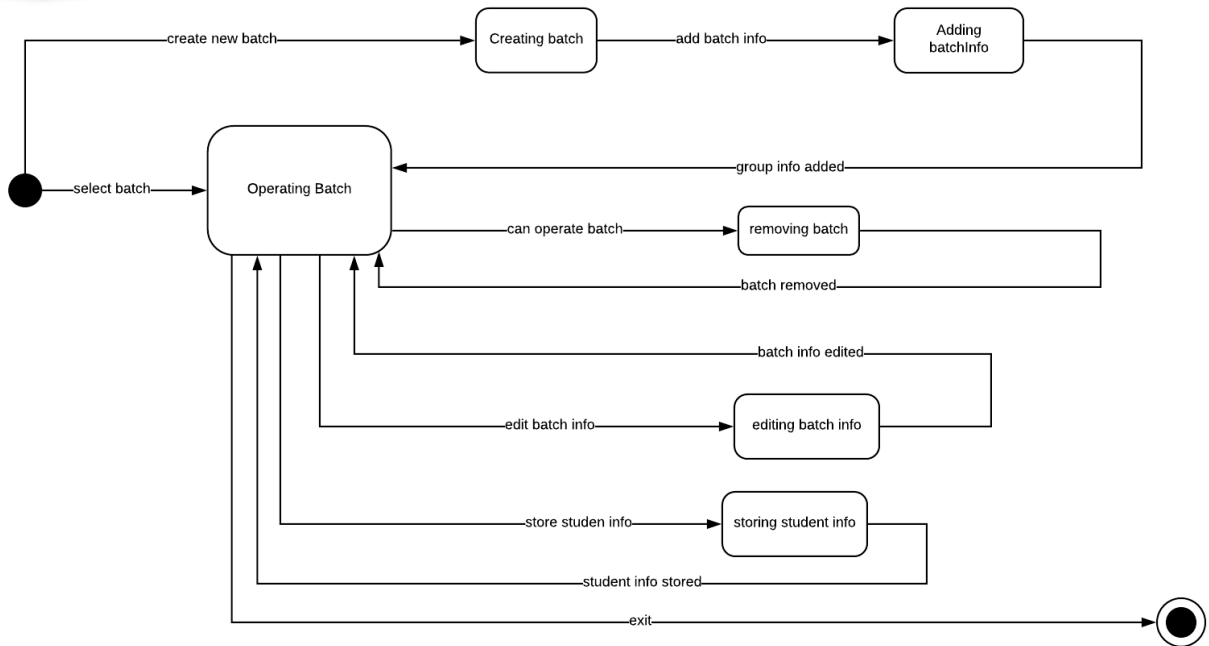 create new batch
Creating batch
add batch info
Adding
batchInfo
group info added
select batch
Operating Batch
can operate batch
removing batch
batch removed
batch info edited
edit batch info
editing batch info
store studen info
storing student info
student info stored
exit